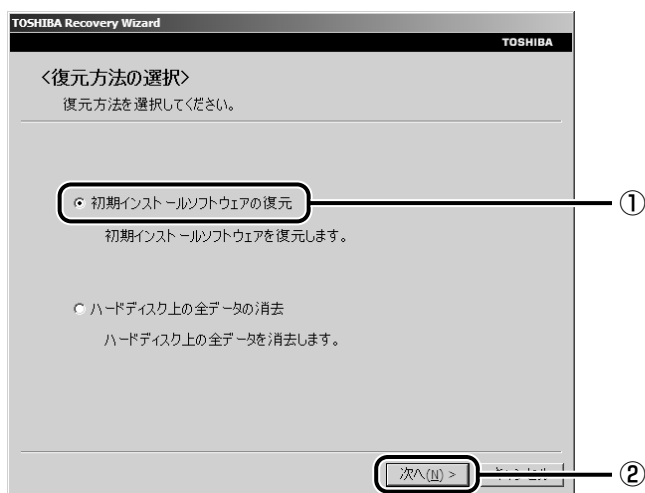 TOSHIBA Recovery Wizard
TOSHIBA
<復元方法の選択>
復元方法を選択してください。
初期インストールソフトウェアの復元
①
初期インストールソフトウェアを復元します。
ハードディスク上の全データの消去
ハードディスク上の全データを消去します。
次へ(N) >
②